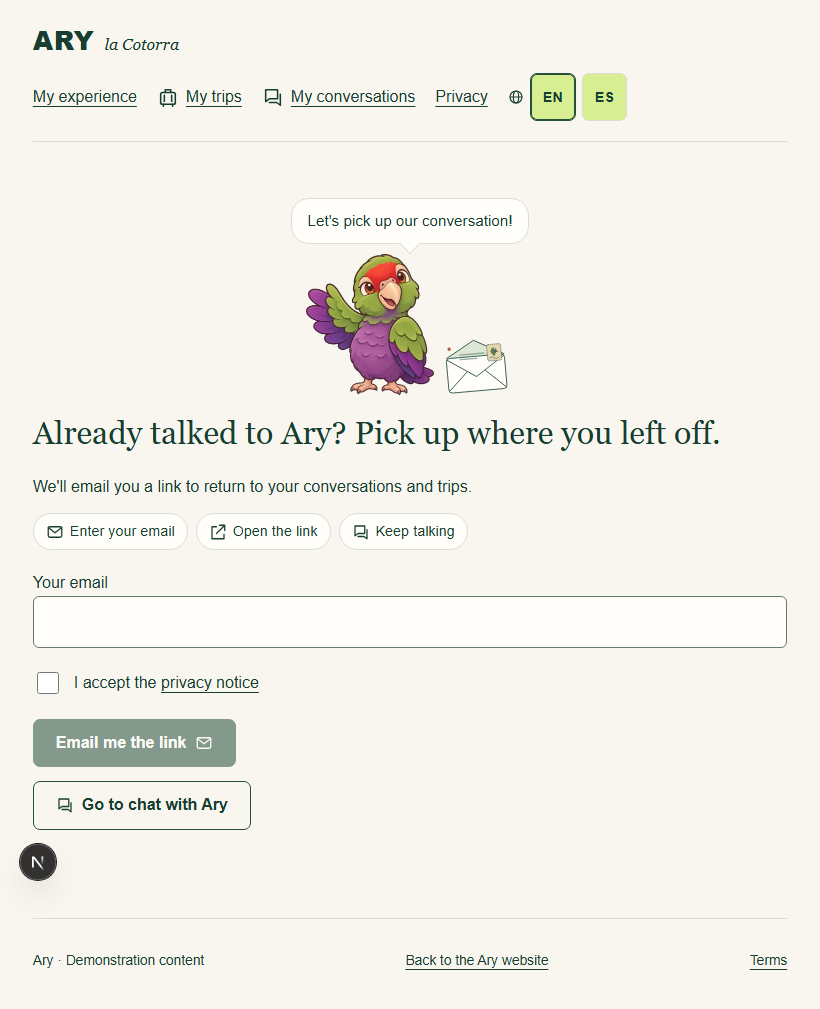 ARY la Cotorra
My experience My trips My conversations Privacy EN ES
Let's pick up our conversation!
Already talked to Ary? Pick up where you left off.
We'll email you a link to return to your conversations and trips.
Enter your email Open the link Keep talking
Your email
I accept the privacy notice
Email me the link
Go to chat with Ary
N
Ary · Demonstration content Back to the Ary website Terms